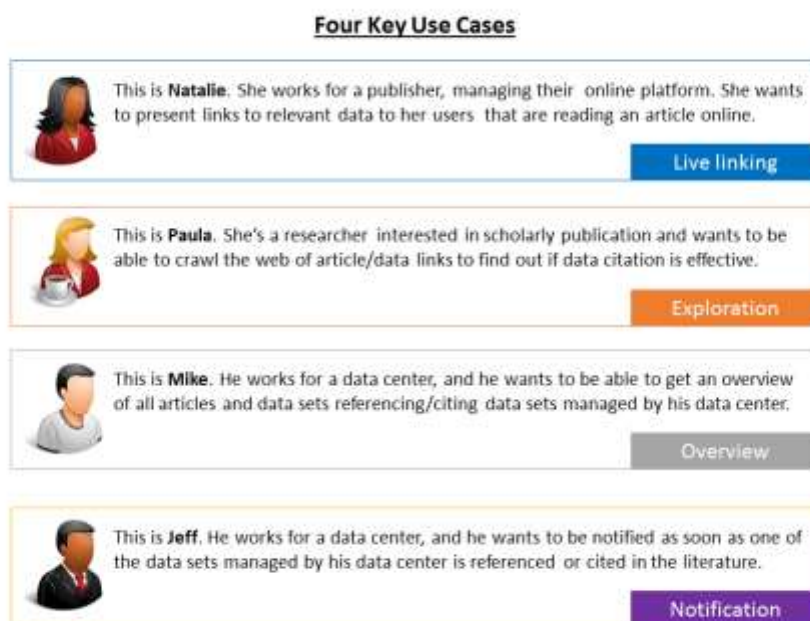 Four Key Use Cases
This is Natalie. She works for a publisher, managing their online platform. She wants
to present links to relevant data to her users that are reading an article online.
Live linking
This is Paula. She's a researcher interested in scholarly publication and wants to be
able to crawl the web of article/data links to find out if data citation is effective.
Exploration
This is Mike. He works for a data center, and he wants to be able to get an overview
of all articles and data sets referencing/citing data sets managed by his data center.
Overview
This is Jeff. He works for a data center, and he wants to be notified as soon as one of
the data sets managed by his data center is referenced or cited in the literature.
Notification